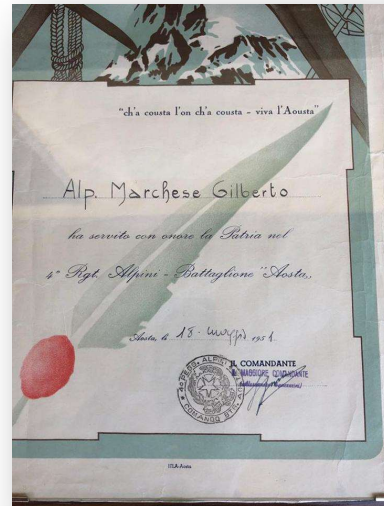 "ch'a cousta l'on ch'a cousta - viva l'Aousta"
Alp. Marchese Gilberto
ha servito con onore la Patria nel
4° Rgt. Alpini - Battaglione "Aosta,,
Aosta, li 18. maggio 1951
IL COMANDANTE
IL MAGGIORE COMANDANTE
ITLA-Aosta